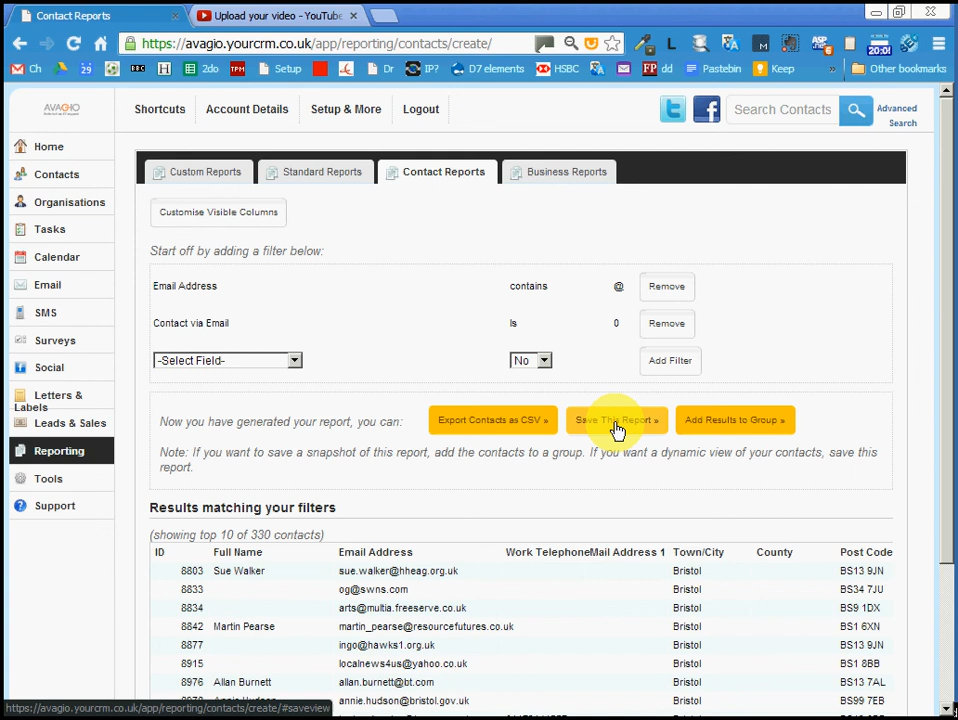 Contact Reports
Upload your video - YouTube
https://avagio.yourcrm.co.uk/app/reporting/contacts/create/
Ch
29
BBC
H
2do
TPM
Setup
Dr
IP?
D7 elements
HSBC
FP
dd
Pastebin
Keep
»
Other bookmarks
AVAGIO
Shortcuts
Account Details
Setup & More
Logout
Search Contacts
Advanced
Search
Home
Contacts
Organisations
Tasks
Calendar
Email
SMS
Surveys
Social
Letters &
Labels
Leads & Sales
Reporting
Tools
Support
Custom Reports
Standard Reports
Contact Reports
Business Reports
Customise Visible Columns
Start off by adding a filter below:
Email Address contains @ Remove
Contact via Email Is 0 Remove
-Select Field- No Add Filter
Now you have generated your report, you can: Export Contacts as CSV » Save This Report » Add Results to Group »
Note: If you want to save a snapshot of this report, add the contacts to a group. If you want a dynamic view of your contacts, save this
report.
Results matching your filters
(showing top 10 of 330 contacts)
ID Full Name Email Address Work Telephone Mail Address 1 Town/City County Post Code
8803 Sue Walker sue.walker@hheag.org.uk Bristol BS13 9JN
8833 og@swns.com Bristol BS34 7JU
8834 arts@multia.freeserve.co.uk Bristol BS9 1DX
8842 Martin Pearse martin_pearse@resourcefutures.co.uk Bristol BS1 6XN
8877 ingo@hawks1.org.uk Bristol BS13 9JN
8915 localnews4us@yahoo.co.uk Bristol BS1 8BB
8976 Allan Burnett allan.burnett@bt.com Bristol BS13 7AL
annie.hudson@bristol.gov.uk Bristol BS99 7EB
https://avagio.yourcrm.co.uk/app/reporting/contacts/create/#saveview